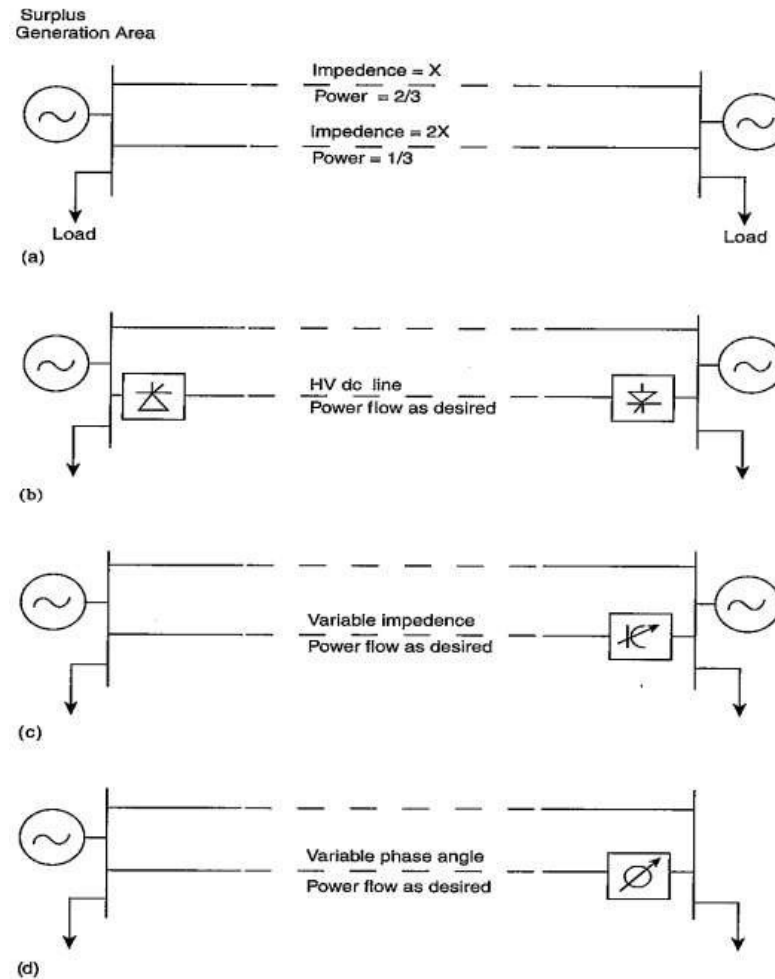 Surplus
Generation Area
Impedence = X
Power = 2/3
Impedence = 2X
Power = 1/3
Load
Load
(a)
HV dc line
Power flow as desired
(b)
Variable impedence
Power flow as desired
(c)
Variable phase angle
Power flow as desired
(d)